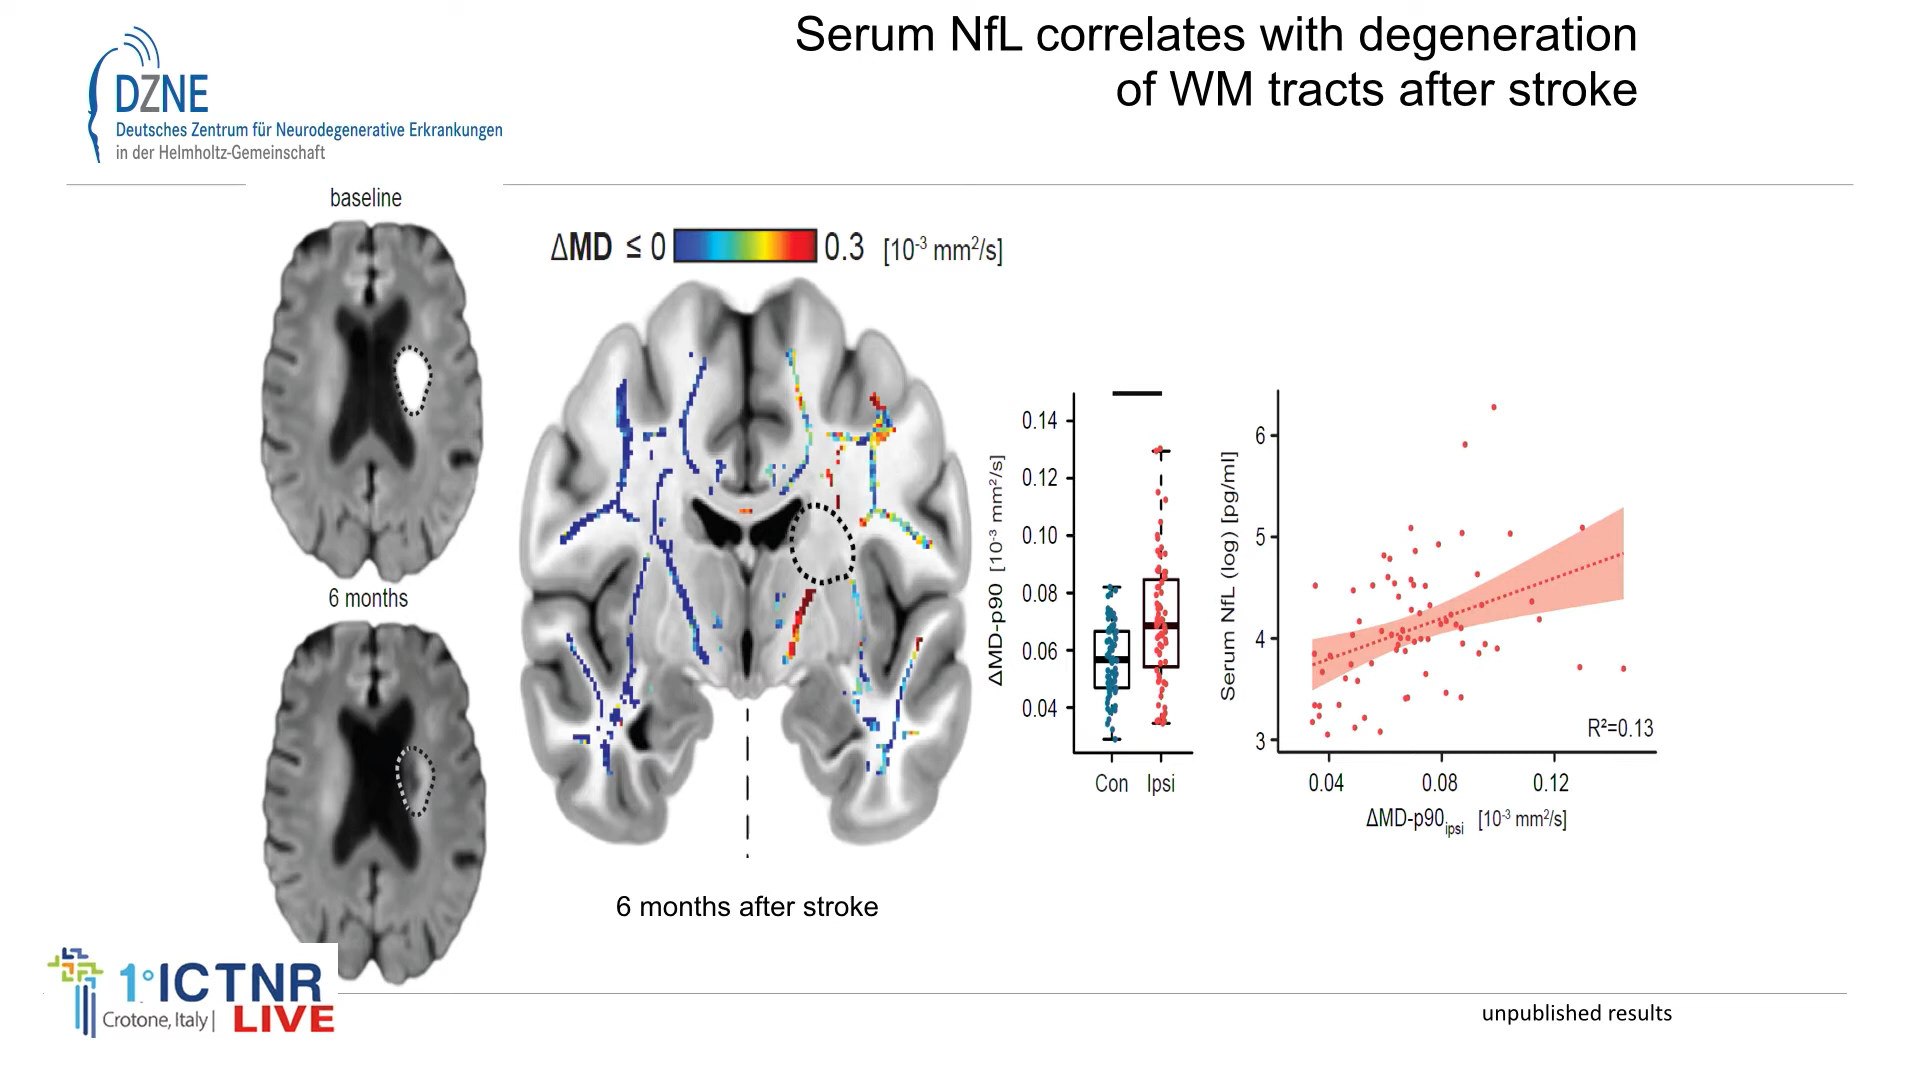 Serum NfL correlates with degeneration
of WM tracts after stroke
DZNE
Deutsches Zentrum für Neurodegenerative Erkrankungen
in der Helmholtz-Gemeinschaft
baseline
6 months
ΔMD ≤ 0 0.3 [10⁻³ mm²/s]
6 months after stroke
ΔMD-p90 [10⁻³ mm²/s]
0.14
0.12
0.10
0.08
0.06
0.04
Con Ipsi
Serum NfL (log) [pg/ml]
6
5
4
3
R²=0.13
0.04 0.08 0.12
ΔMD-p90ipsi [10⁻³ mm²/s]
1°ICTNR
Crotone, Italy| LIVE
unpublished results